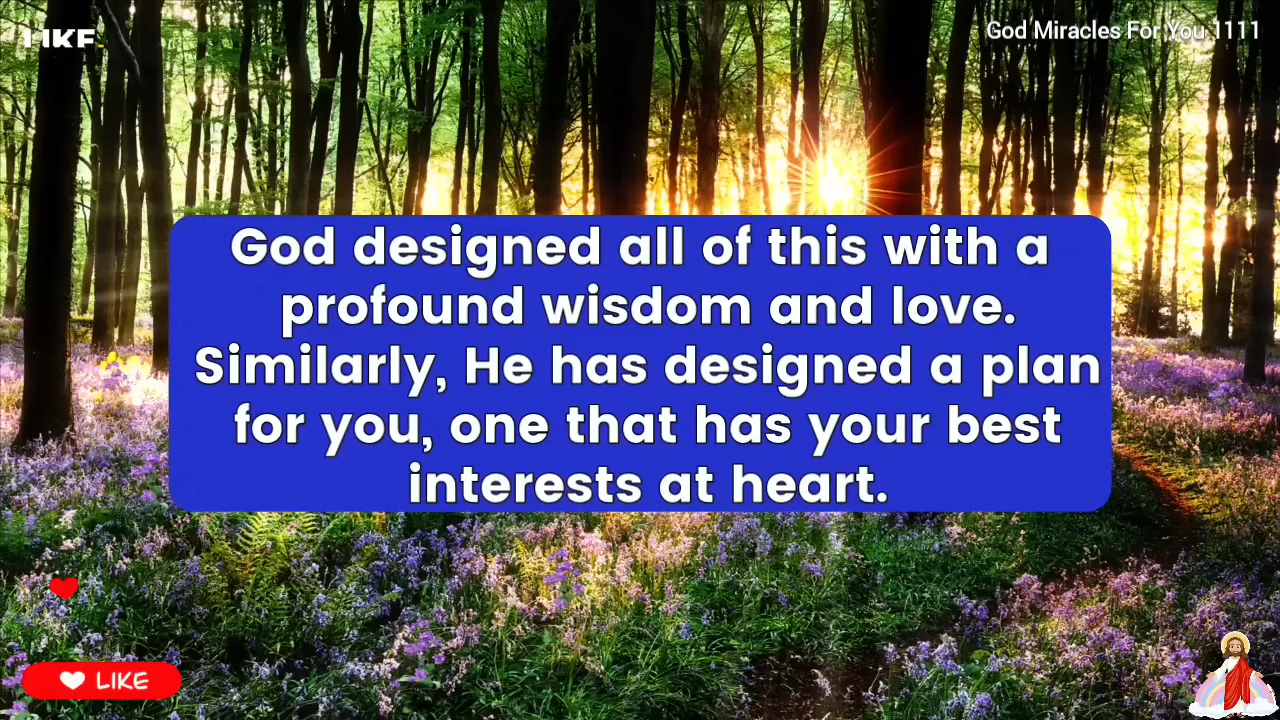 God Miracles For You 1111
God designed all of this with a
profound wisdom and love.
Similarly, He has designed a plan
for you, one that has your best
interests at heart.
LIKE